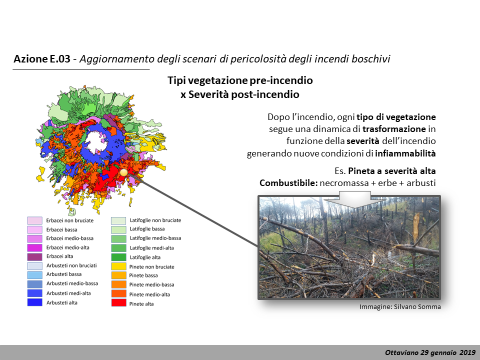 Azione E.03 - Aggiornamento degli scenari di pericolosità degli incendi boschivi
Tipi vegetazione pre-incendio
x Severità post-incendio
Dopo l'incendio, ogni tipo di vegetazione
segue una dinamica di trasformazione in
funzione della severità dell'incendio
generando nuove condizioni di infiammabilità
Es. Pineta a severità alta
Combustibile: necromassa + erbe + arbusti
Erbacei non bruciate
Erbacei bassa
Erbacei medio-bassa
Erbacei medio-alta
Erbacei alta
Arbusteti non bruciati
Arbusteti bassa
Arbusteti medio-bassa
Arbusteti medi-alta
Arbusteti alta
Latifoglie non bruciate
Latifoglie bassa
Latifoglie medio-bassa
Latifoglie medi-alta
Latifoglie alta
Pinete non bruciate
Pinete bassa
Pinete medio-bassa
Pinete medio-alta
Pinete alta
Immagine: Silvano Somma
Ottaviano 29 gennaio 2019